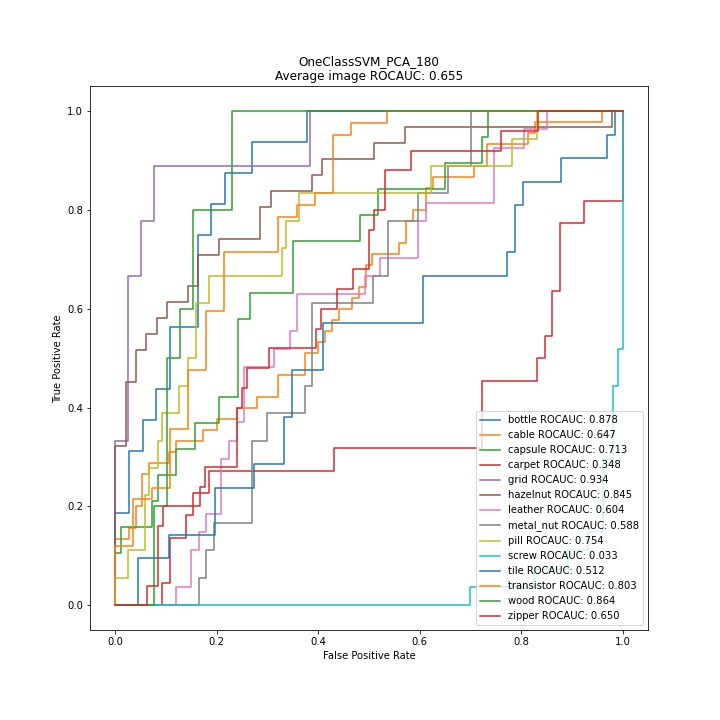 OneClassSVM_PCA_180
Average image ROCAUC: 0.655
True Positive Rate
1.0
0.8
0.6
0.4
0.2
0.0
bottle ROCAUC: 0.878
cable ROCAUC: 0.647
capsule ROCAUC: 0.713
carpet ROCAUC: 0.348
grid ROCAUC: 0.934
hazelnut ROCAUC: 0.845
leather ROCAUC: 0.604
metal_nut ROCAUC: 0.588
pill ROCAUC: 0.754
screw ROCAUC: 0.033
tile ROCAUC: 0.512
transistor ROCAUC: 0.803
wood ROCAUC: 0.864
zipper ROCAUC: 0.650
0.0 0.2 0.4 0.6 0.8 1.0
False Positive Rate